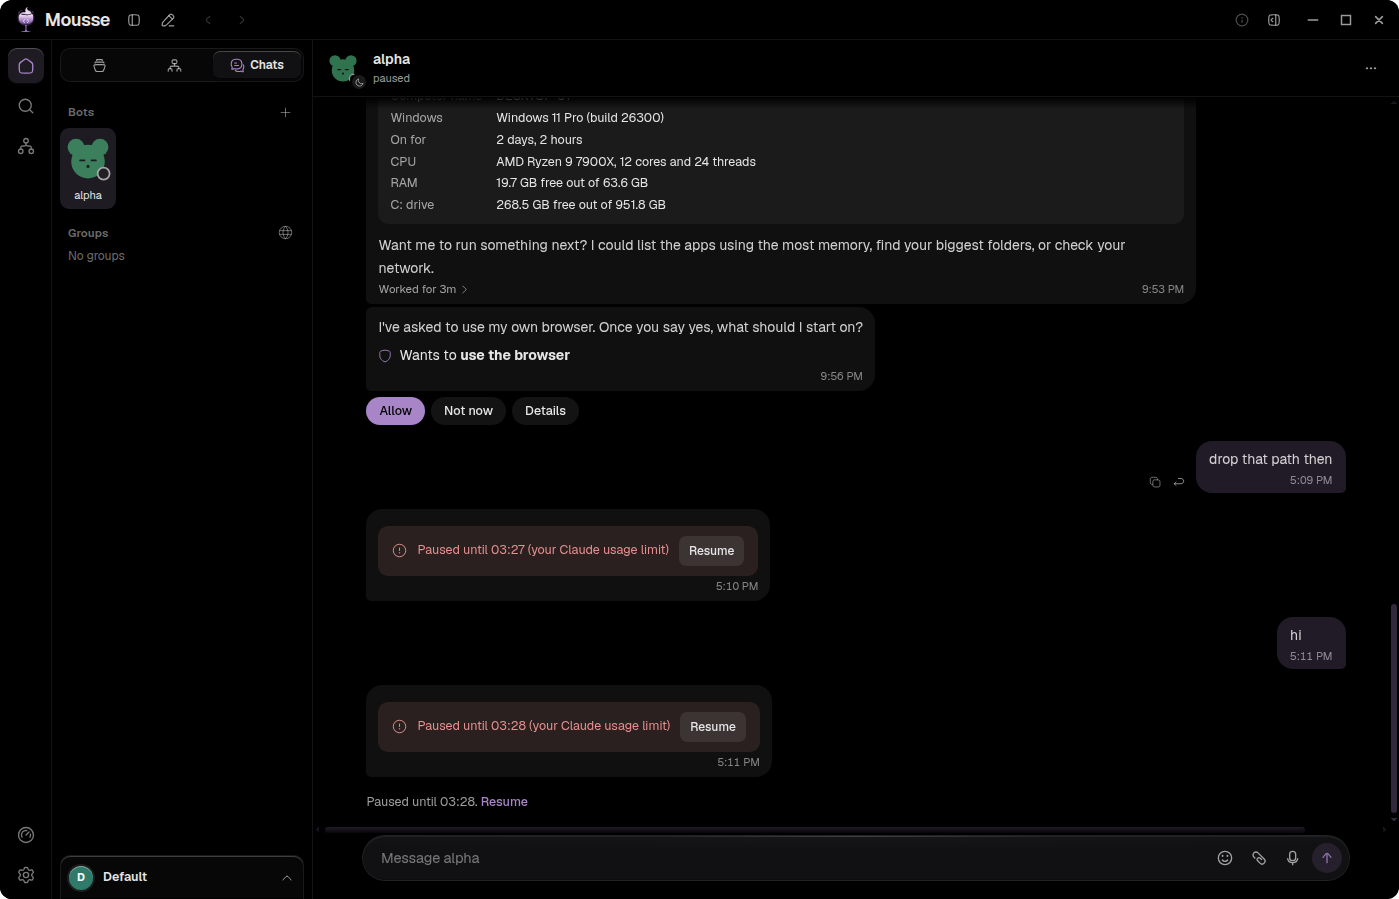 Mousse
Chats
alpha
paused
Bots
alpha
Groups
No groups
Computer name
Windows Windows 11 Pro (build 26300)
On for 2 days, 2 hours
CPU AMD Ryzen 9 7900X, 12 cores and 24 threads
RAM 19.7 GB free out of 63.6 GB
C: drive 268.5 GB free out of 951.8 GB
Want me to run something next? I could list the apps using the most memory, find your biggest folders, or check your
network.
Worked for 3m
9:53 PM
I've asked to use my own browser. Once you say yes, what should I start on?
Wants to use the browser
9:56 PM
Allow Not now Details
drop that path then
5:09 PM
Paused until 03:27 (your Claude usage limit) Resume
5:10 PM
hi
5:11 PM
Paused until 03:28 (your Claude usage limit) Resume
5:11 PM
Paused until 03:28. Resume
Message alpha
D Default